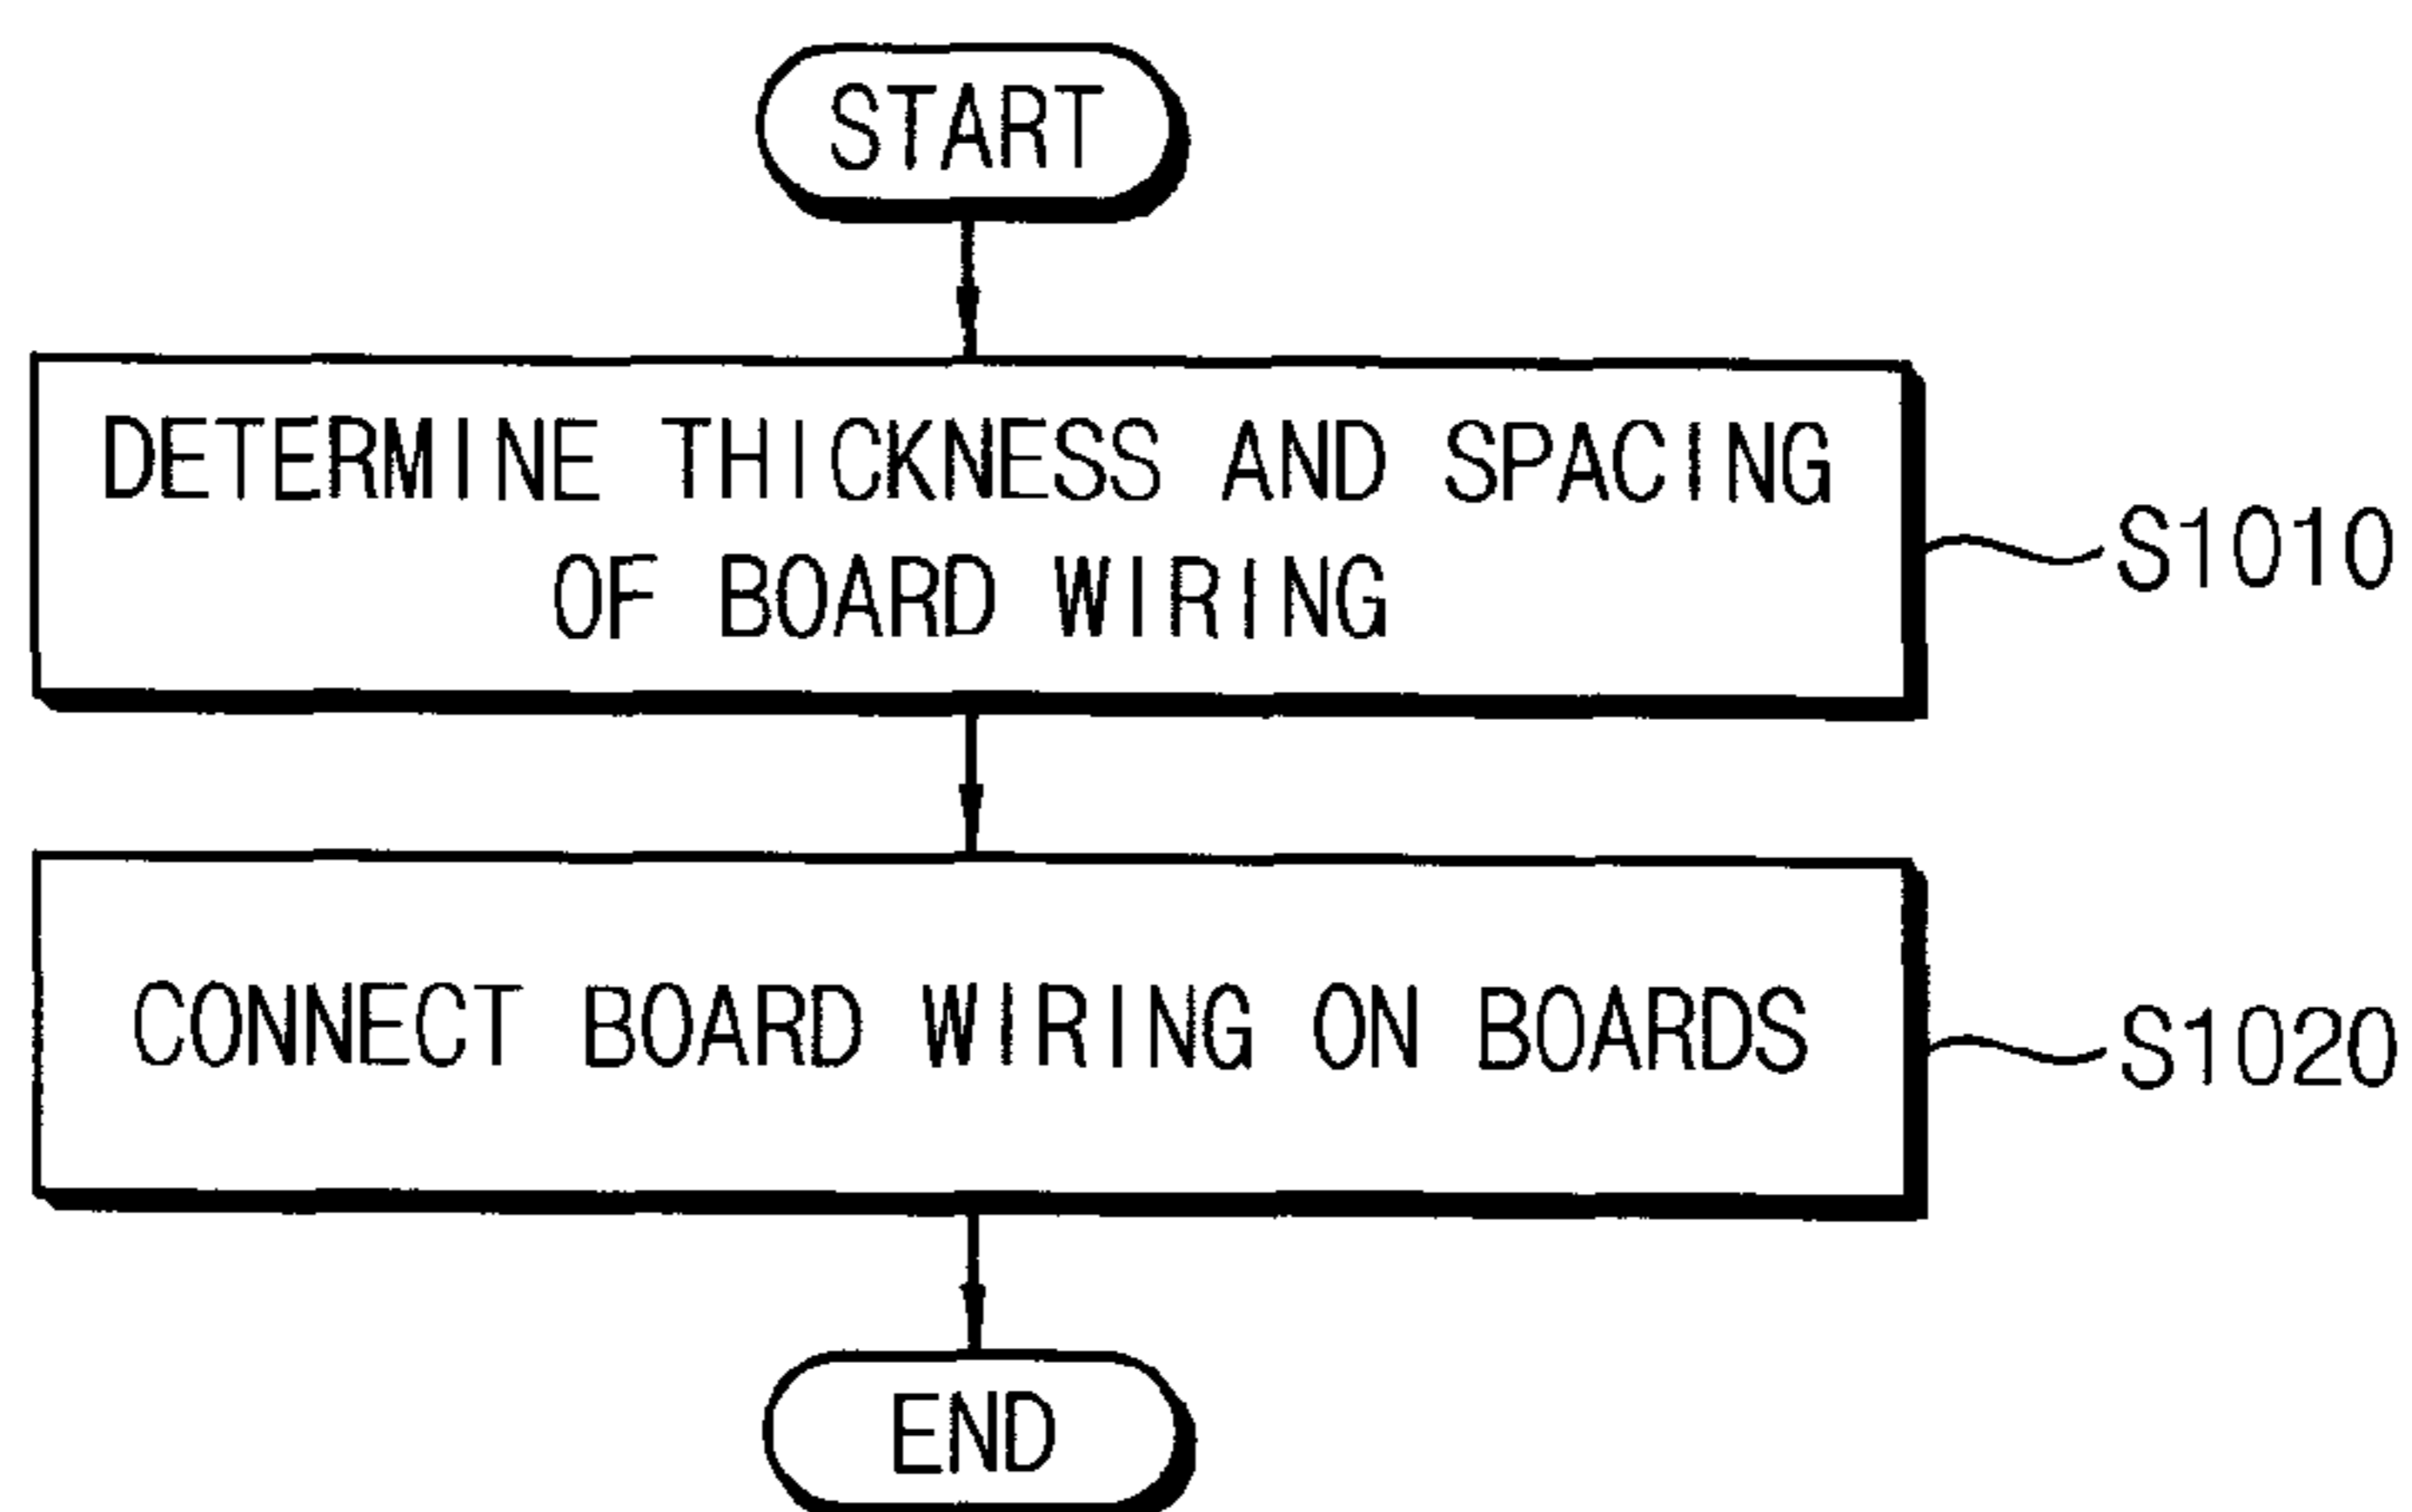 START
DETERMINE THICKNESS AND SPACING
OF BOARD WIRING
S1010
CONNECT BOARD WIRING ON BOARDS
S1020
END